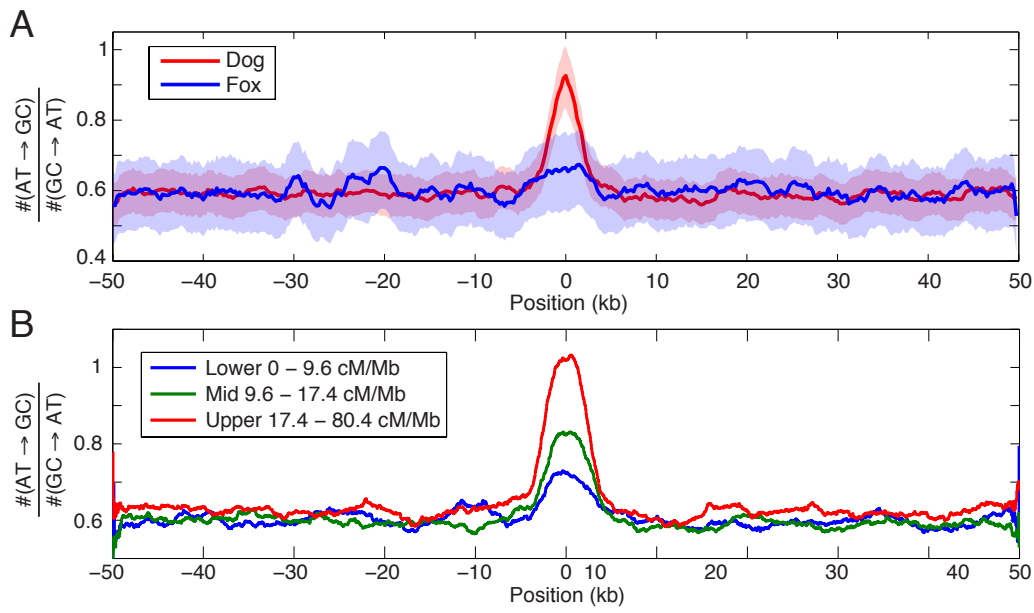 A
Dog
Fox
#(AT → GC)
#(GC → AT)
1
0.8
0.6
0.4
−50 −40 −30 −20 −10 0 10 20 30 40 50
Position (kb)
B
Lower 0 – 9.6 cM/Mb
Mid 9.6 – 17.4 cM/Mb
Upper 17.4 – 80.4 cM/Mb
#(AT → GC)
#(GC → AT)
1
0.8
0.6
−50 −40 −30 −20 −10 0 10 20 30 40 50
Position (kb)